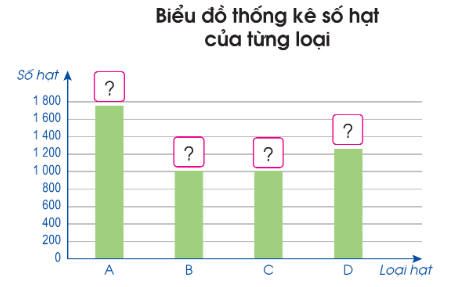 Biểu đồ thống kê số hạt
của từng loại
Số hạt
?
1 800
1 600
?
1 400
?
?
1 200
1 000
800
600
400
200
0
A
B
C
D
Loại hạt